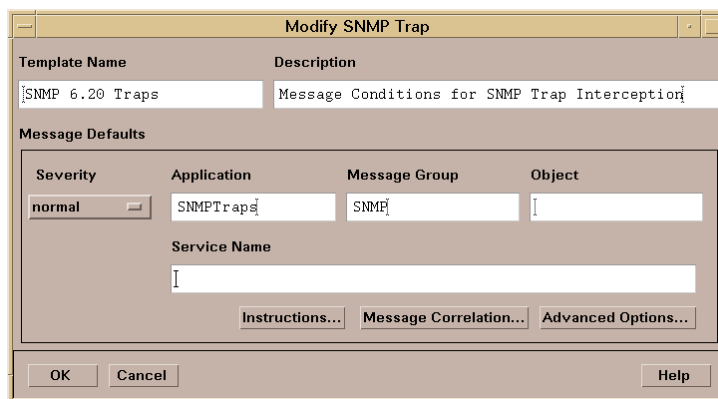 Modify SNMP Trap
Template Name Description
SNMP 6.20 Traps Message Conditions for SNMP Trap Interception
Message Defaults
Severity Application Message Group Object
normal SNMPTraps SNMP
Service Name
Instructions... Message Correlation... Advanced Options...
OK Cancel Help